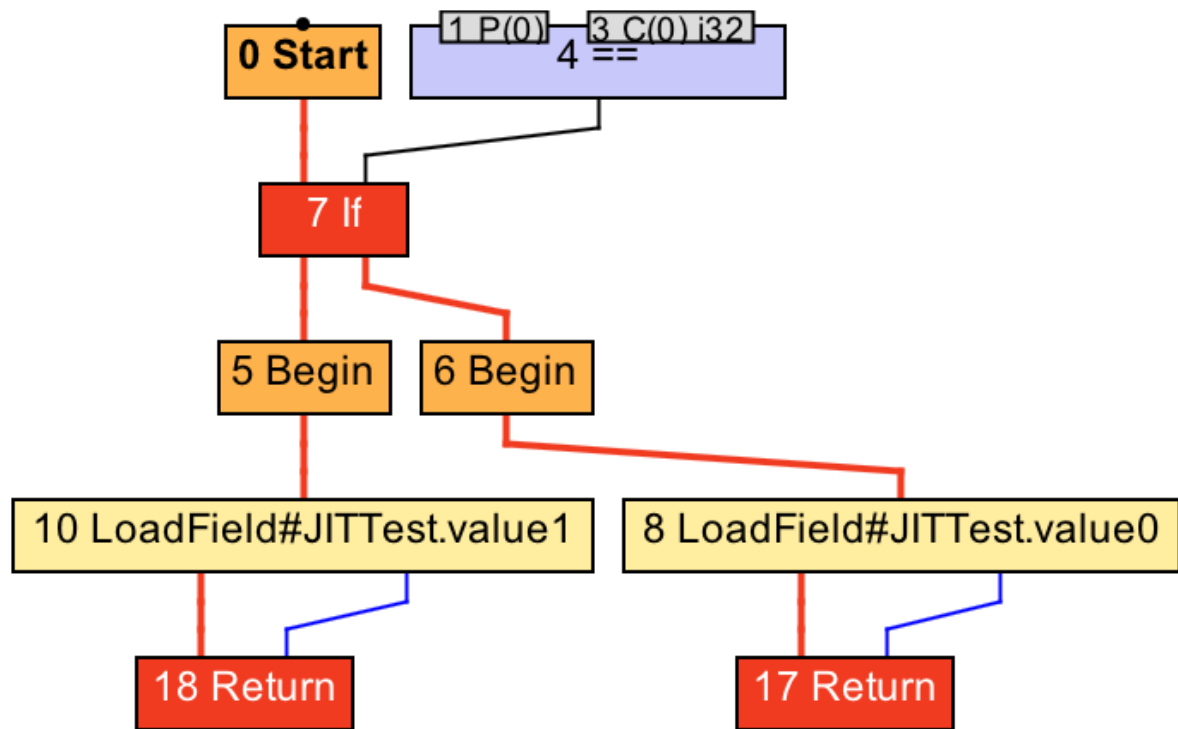 1 P(0)
3 C(0) i32
0 Start
4 ==
7 If
5 Begin
6 Begin
10 LoadField#JITTest.value1
8 LoadField#JITTest.value0
18 Return
17 Return